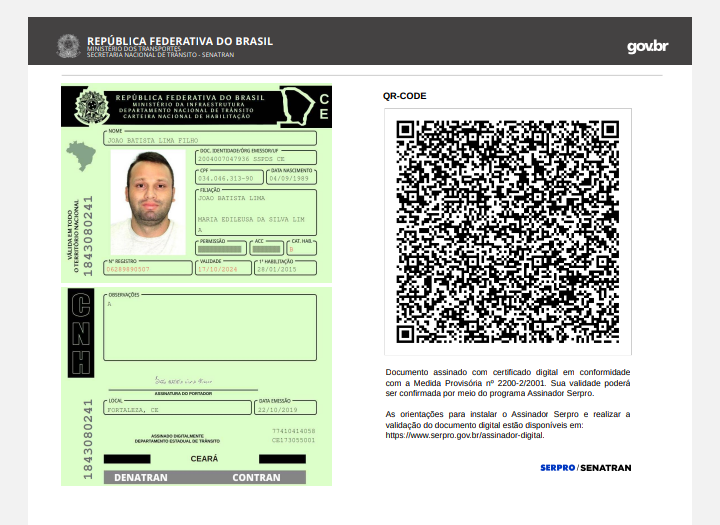 REPÚBLICA FEDERATIVA DO BRASIL
MINISTÉRIO DOS TRANSPORTES
SECRETARIA NACIONAL DE TRÂNSITO - SENATRAN
gov.br
REPÚBLICA FEDERATIVA DO BRASIL
MINISTÉRIO DA INFRAESTRUTURA
DEPARTAMENTO NACIONAL DE TRÂNSITO
CARTEIRA NACIONAL DE HABILITAÇÃO
CE
NOME
JOAO BATISTA LIMA FILHO
DOC. IDENTIDADE/ÓRG EMISSOR/UF
2004007047936 SSPDS CE
CPF
034.046.313-90
DATA NASCIMENTO
04/09/1989
FILIAÇÃO
JOAO BATISTA LIMA
MARIA EDILEUSA DA SILVA LIM
A
PERMISSÃO
ACC
CAT. HAB.
B
Nº REGISTRO
06289890507
VALIDADE
17/10/2024
1ª HABILITAÇÃO
28/01/2015
VÁLIDA EM TODO
O TERRITÓRIO NACIONAL
1843080241
CNH
OBSERVAÇÕES
A
ASSINATURA DO PORTADOR
LOCAL
FORTALEZA, CE
DATA EMISSÃO
22/10/2019
1843080241
ASSINADO DIGITALMENTE
DEPARTAMENTO ESTADUAL DE TRÂNSITO
77410414058
CE173055001
CEARÁ
DENATRAN CONTRAN
QR-CODE
Documento assinado com certificado digital em conformidade
com a Medida Provisória nº 2200-2/2001. Sua validade poderá
ser confirmada por meio do programa Assinador Serpro.
As orientações para instalar o Assinador Serpro e realizar a
validação do documento digital estão disponíveis em:
https://www.serpro.gov.br/assinador-digital.
SERPRO/SENATRAN